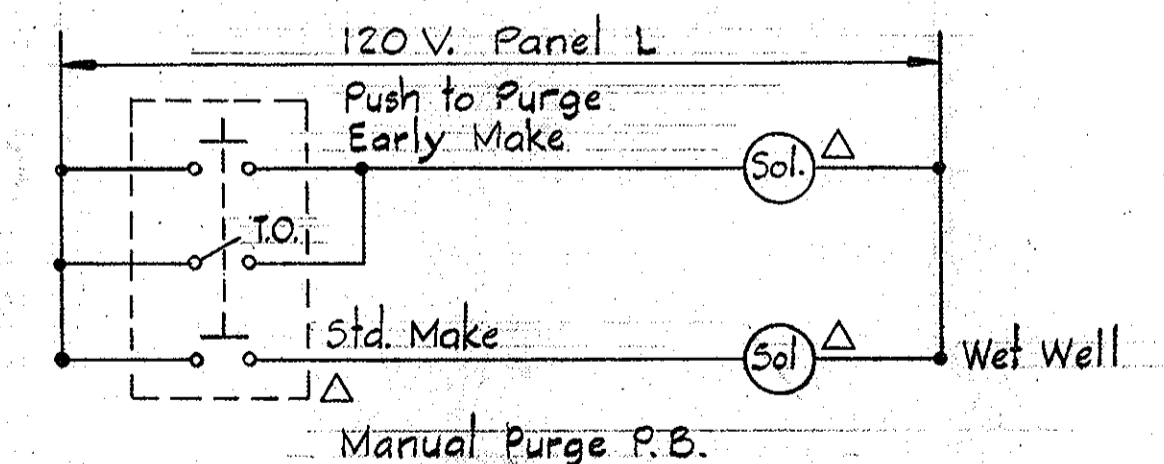 120 V. Panel L
Push to Purge
Early Make
Sol.
T.O.
Std. Make
Sol
Wet Well
Manual Purge P.B.